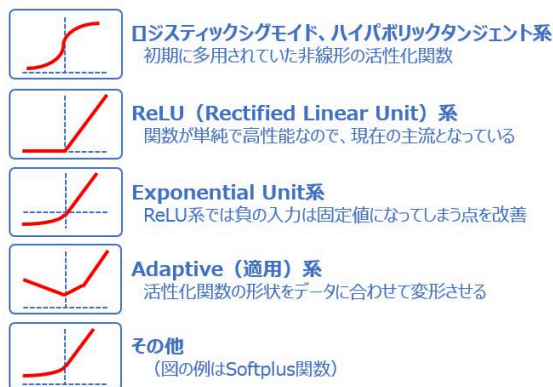 ロジスティックシグモイド、ハイパボリックタンジェント系
初期に多用されていた非線形の活性化関数
ReLU（Rectified Linear Unit）系
関数が単純で高性能なので、現在の主流となっている
Exponential Unit系
ReLU系では負の入力は固定値になってしまう点を改善
Adaptive（適用）系
活性化関数の形状をデータに合わせて変形させる
その他
（図の例はSoftplus関数）